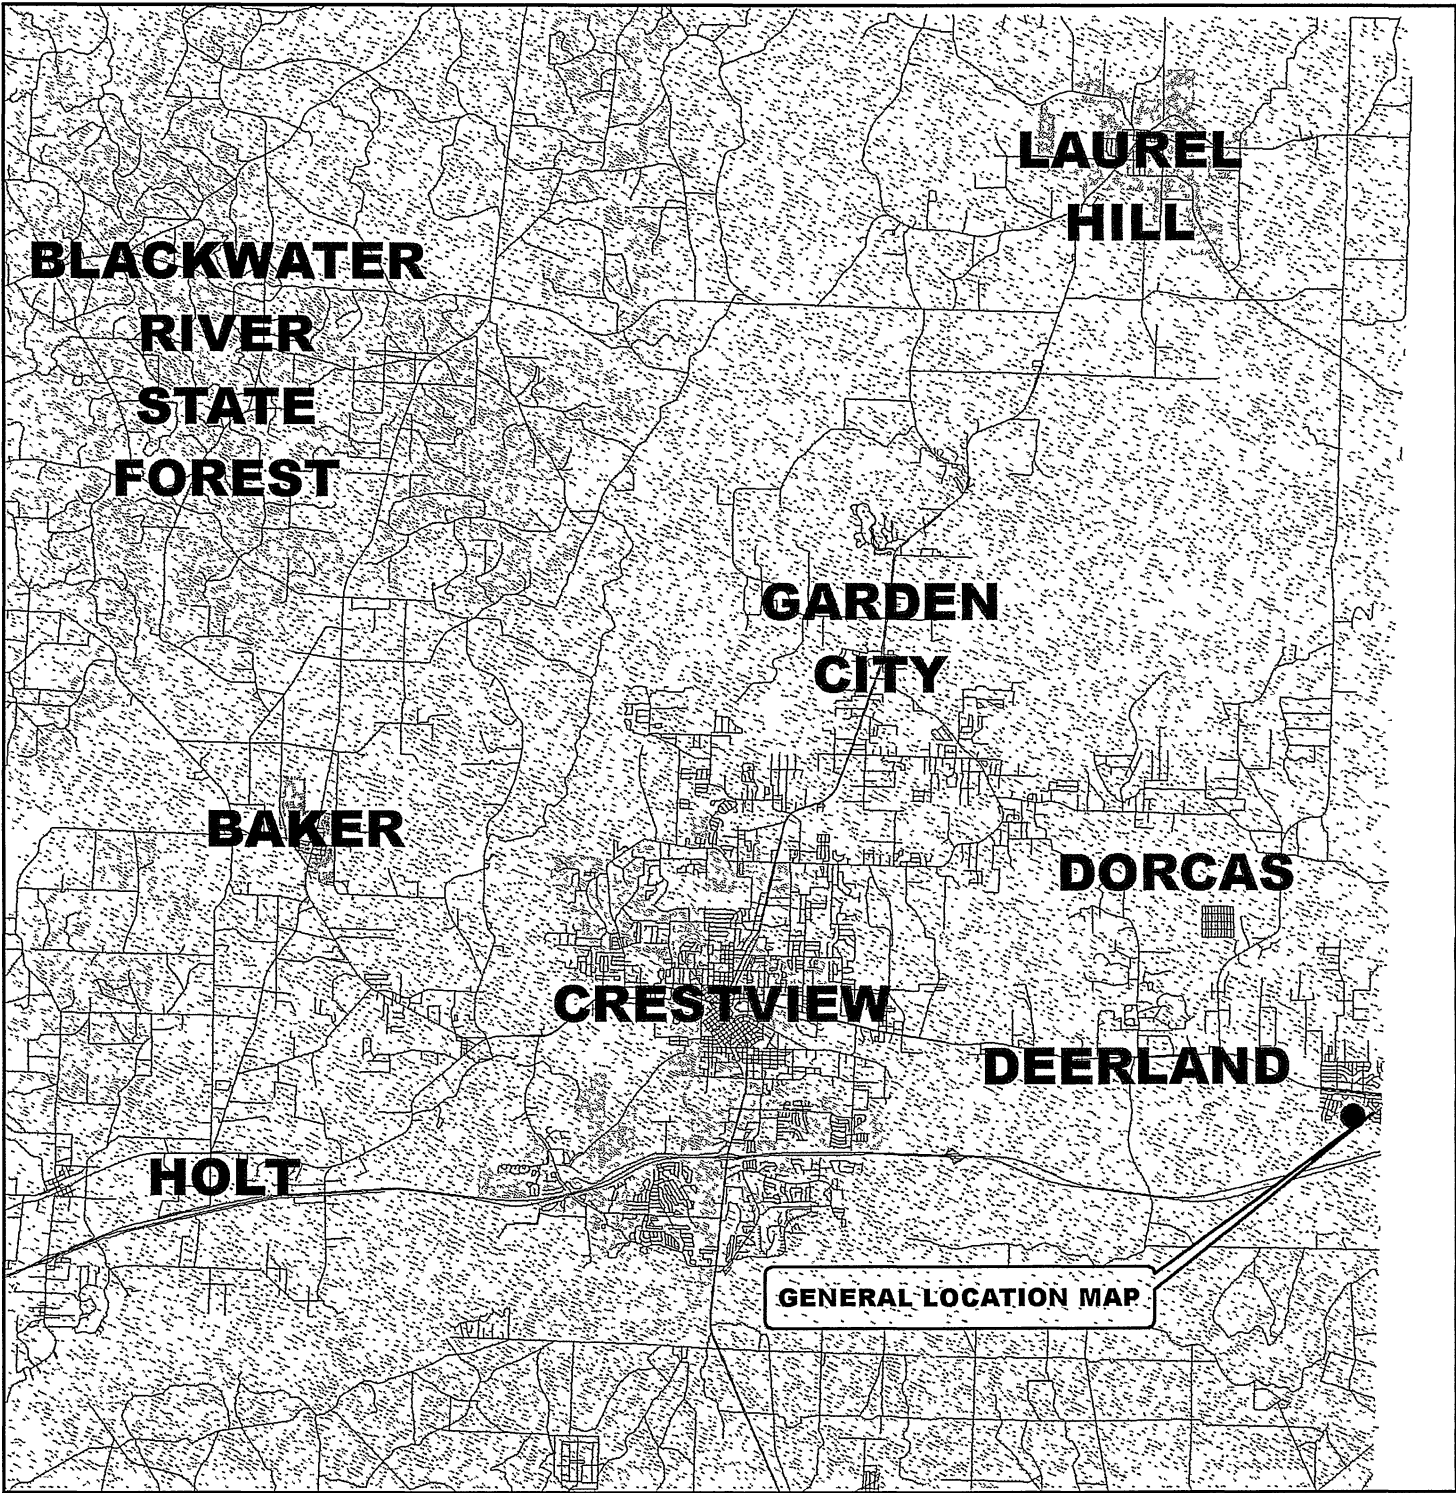 LAUREL
HILL
BLACKWATER
RIVER
STATE
FOREST
GARDEN
CITY
BAKER
DORCAS
CRESTVIEW
DEERLAND
HOLT
GENERAL LOCATION MAP